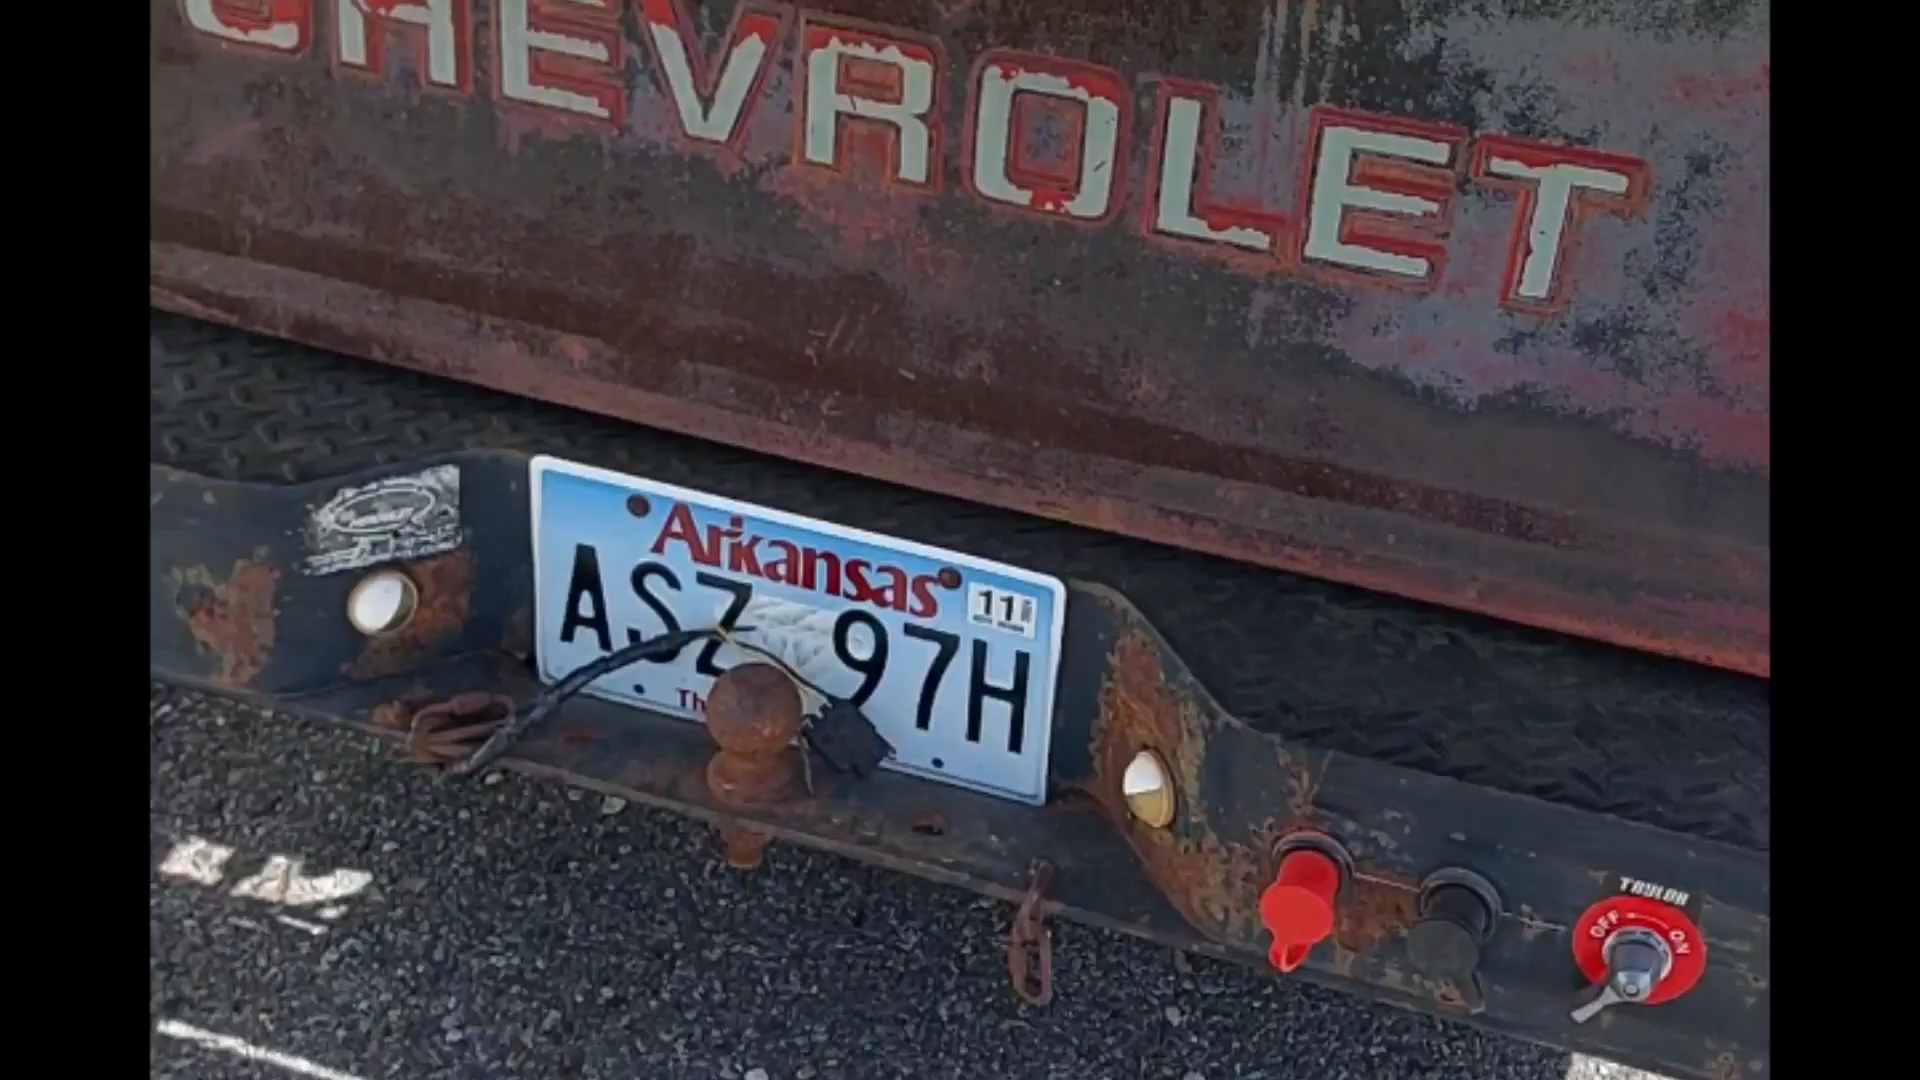 CHEVROLET
Arkansas
11
ASZ 97H
TAYLOR
OFF
ON